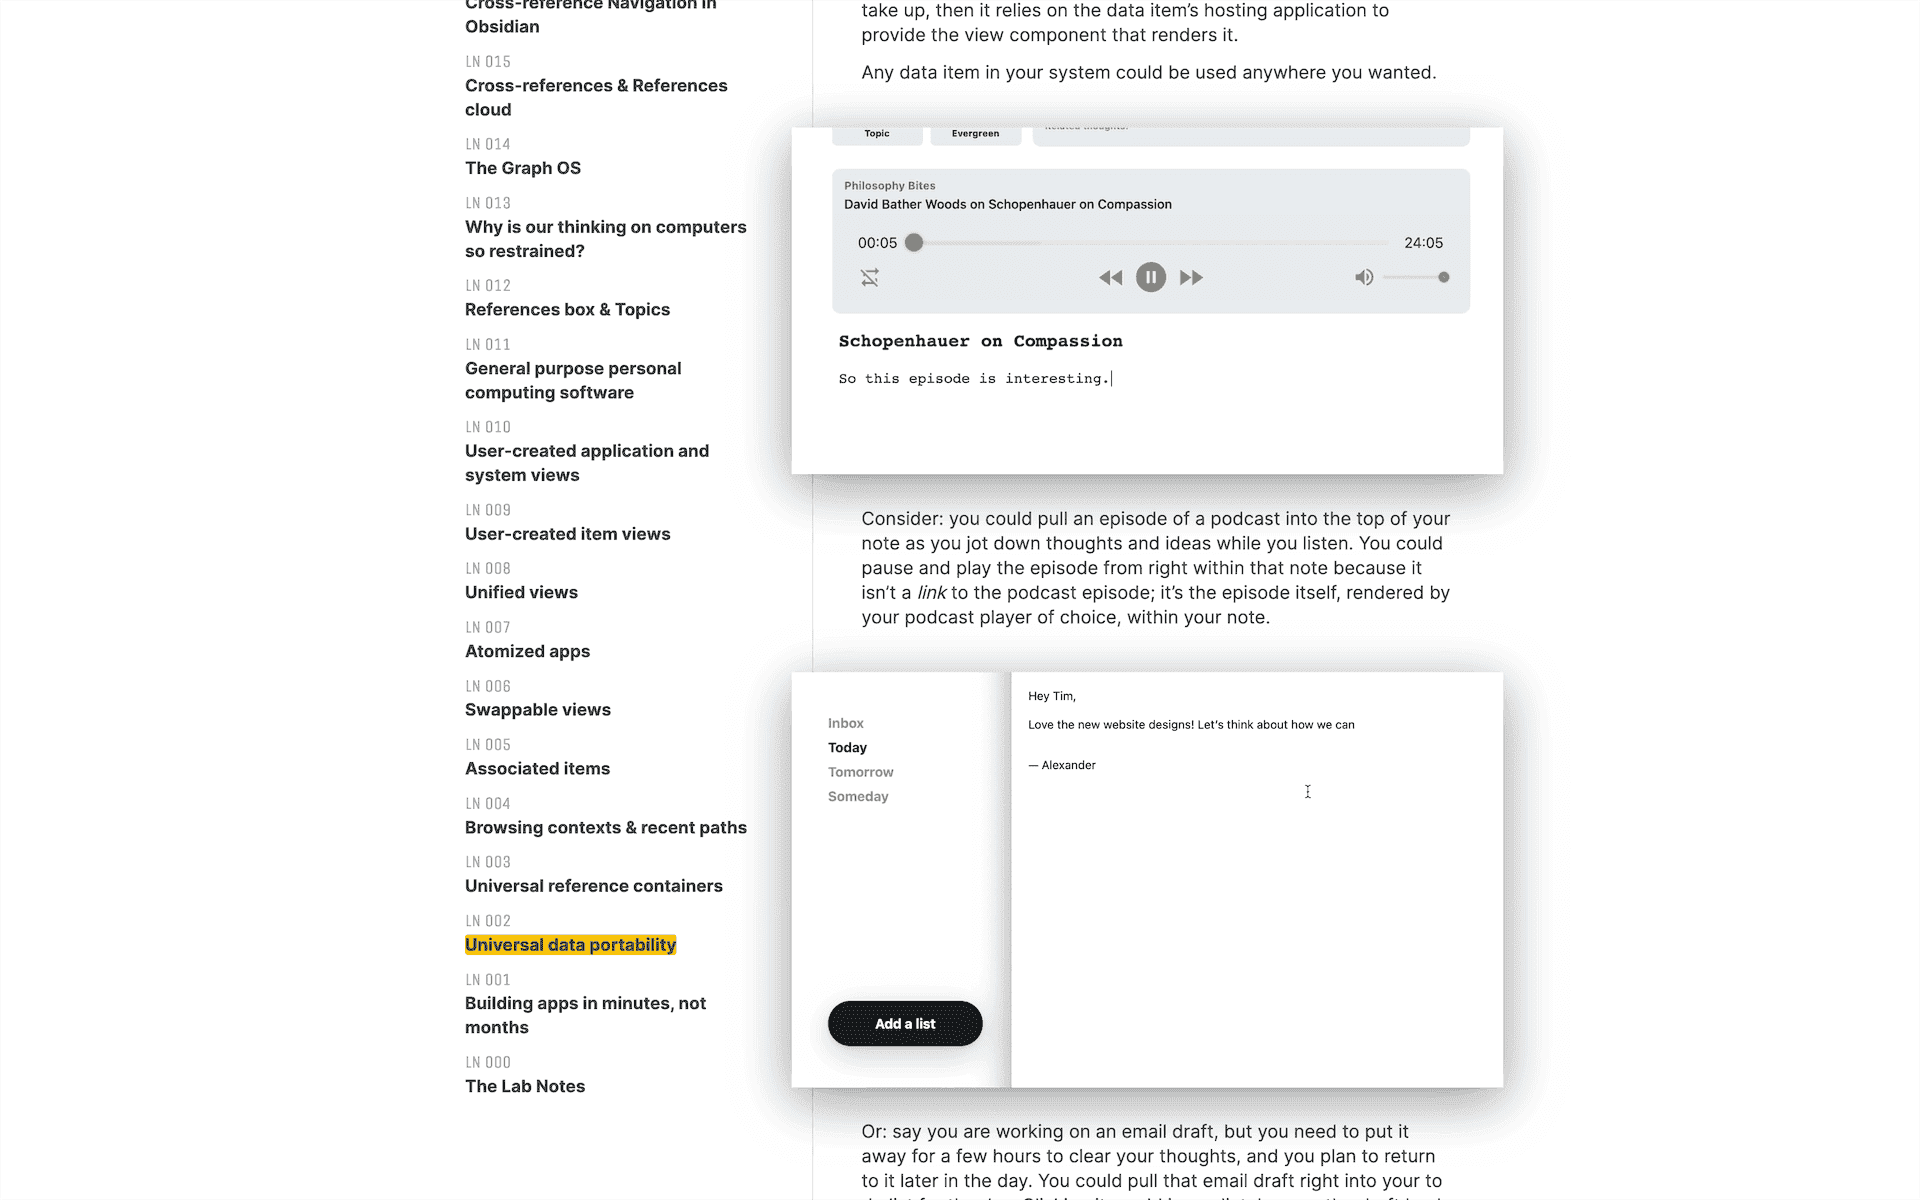 Cross-reference Navigation in
Obsidian
LN 015
Cross-references & References
cloud
LN 014
The Graph OS
LN 013
Why is our thinking on computers
so restrained?
LN 012
References box & Topics
LN 011
General purpose personal
computing software
LN 010
User-created application and
system views
LN 009
User-created item views
LN 008
Unified views
LN 007
Atomized apps
LN 006
Swappable views
LN 005
Associated items
LN 004
Browsing contexts & recent paths
LN 003
Universal reference containers
LN 002
Universal data portability
LN 001
Building apps in minutes, not
months
LN 000
The Lab Notes
take up, then it relies on the data item’s hosting application to
provide the view component that renders it.
Any data item in your system could be used anywhere you wanted.
Topic
Evergreen
Philosophy Bites
David Bather Woods on Schopenhauer on Compassion
00:05
24:05
Schopenhauer on Compassion
So this episode is interesting.
Consider: you could pull an episode of a podcast into the top of your
note as you jot down thoughts and ideas while you listen. You could
pause and play the episode from right within that note because it
isn’t a link to the podcast episode; it’s the episode itself, rendered by
your podcast player of choice, within your note.
Inbox
Today
Tomorrow
Someday
Add a list
Hey Tim,
Love the new website designs! Let’s think about how we can
— Alexander
Or: say you are working on an email draft, but you need to put it
away for a few hours to clear your thoughts, and you plan to return
to it later in the day. You could pull that email draft right into your to